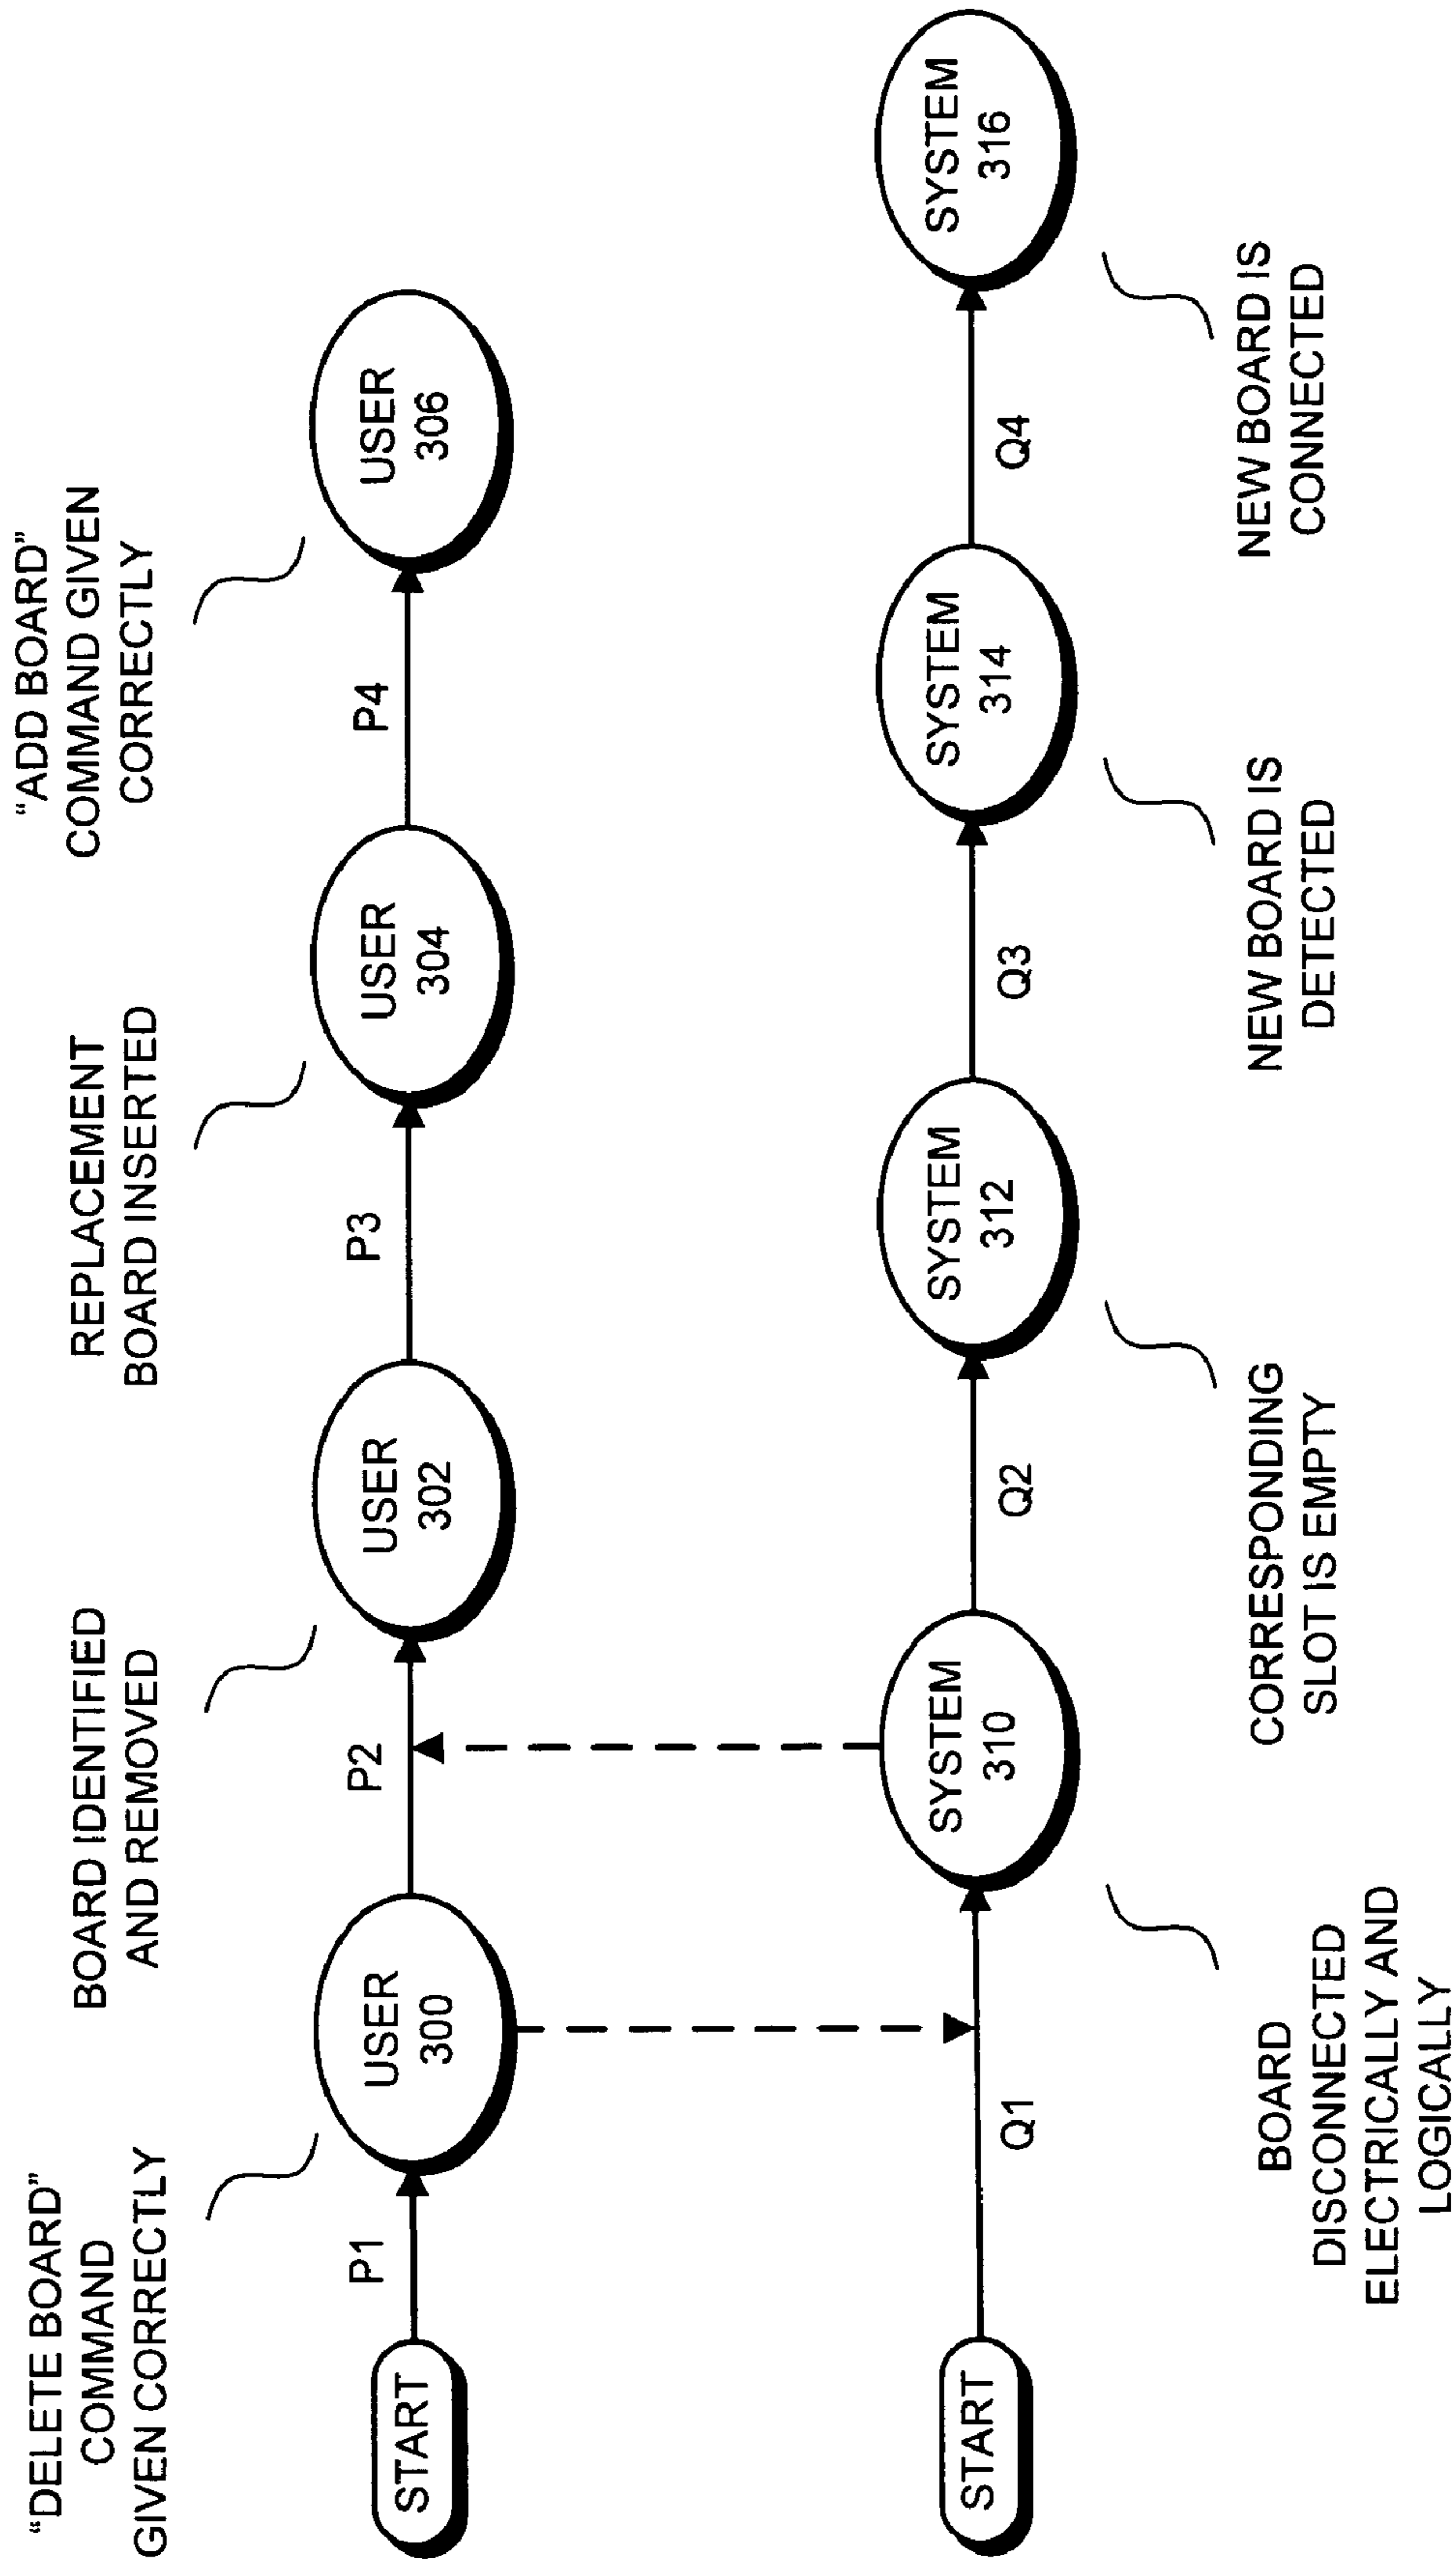 “DELETE BOARD”
COMMAND
GIVEN CORRECTLY
BOARD IDENTIFIED
AND REMOVED
REPLACEMENT
BOARD INSERTED
“ADD BOARD”
COMMAND GIVEN
CORRECTLY
START
P1
USER
300
P2
USER
302
P3
USER
304
P4
USER
306
START
Q1
SYSTEM
310
Q2
SYSTEM
312
Q3
SYSTEM
314
Q4
SYSTEM
316
BOARD
DISCONNECTED
ELECTRICALLY AND
LOGICALLY
CORRESPONDING
SLOT IS EMPTY
NEW BOARD IS
DETECTED
NEW BOARD IS
CONNECTED